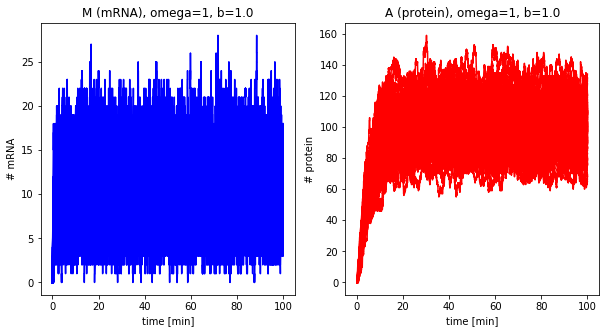 M (mRNA), omega=1, b=1.0
# mRNA
25
20
15
10
5
0
0 20 40 60 80 100
time [min]
A (protein), omega=1, b=1.0
# protein
160
140
120
100
80
60
40
20
0
0 20 40 60 80 100
time [min]